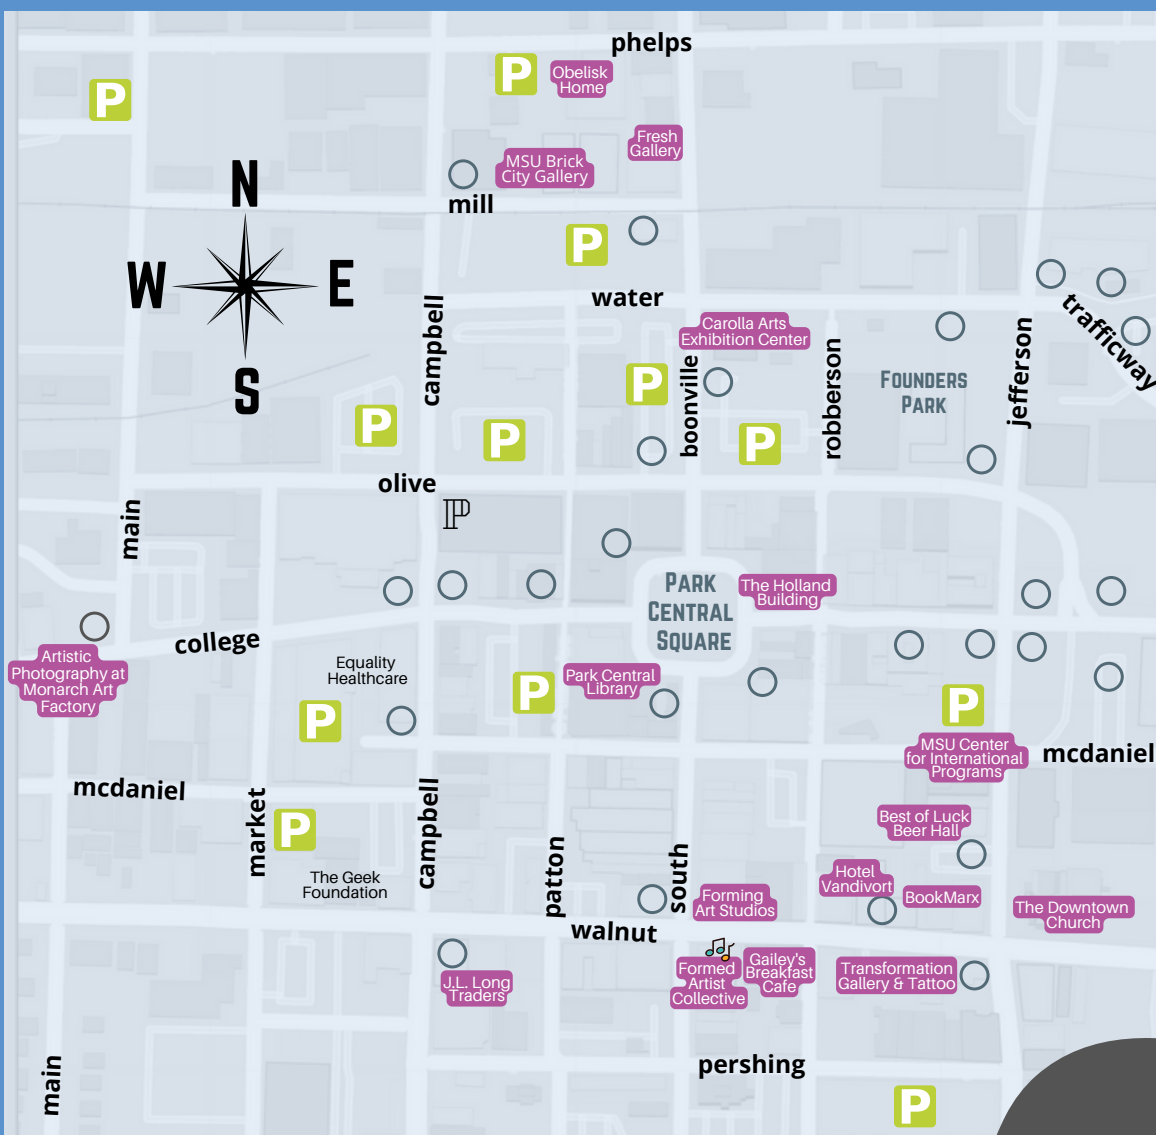 phelps
P
P
Obelisk
Home
Fresh
Gallery
MSU Brick
City Gallery
N
mill
P
W
E
water
S
campbell
Carolla Arts
Exhibition Center
boonville
robberson
jefferson
trafficway
Founders
Park
P
P
P
P
olive
P
main
Park
Central
Square
The Holland
Building
college
Artistic
Photography at
Monarch Art
Factory
Equality
Healthcare
P
P
Park Central
Library
P
MSU Center
for International
Programs
mcdaniel
mcdaniel
market
campbell
P
The Geek
Foundation
patton
south
Best of Luck
Beer Hall
Hotel
Vandivort
BookMarx
Forming
Art Studios
The Downtown
Church
walnut
J.L. Long
Traders
Formed
Artist
Collective
Gailey's
Breakfast
Cafe
Transformation
Gallery & Tattoo
main
pershing
P